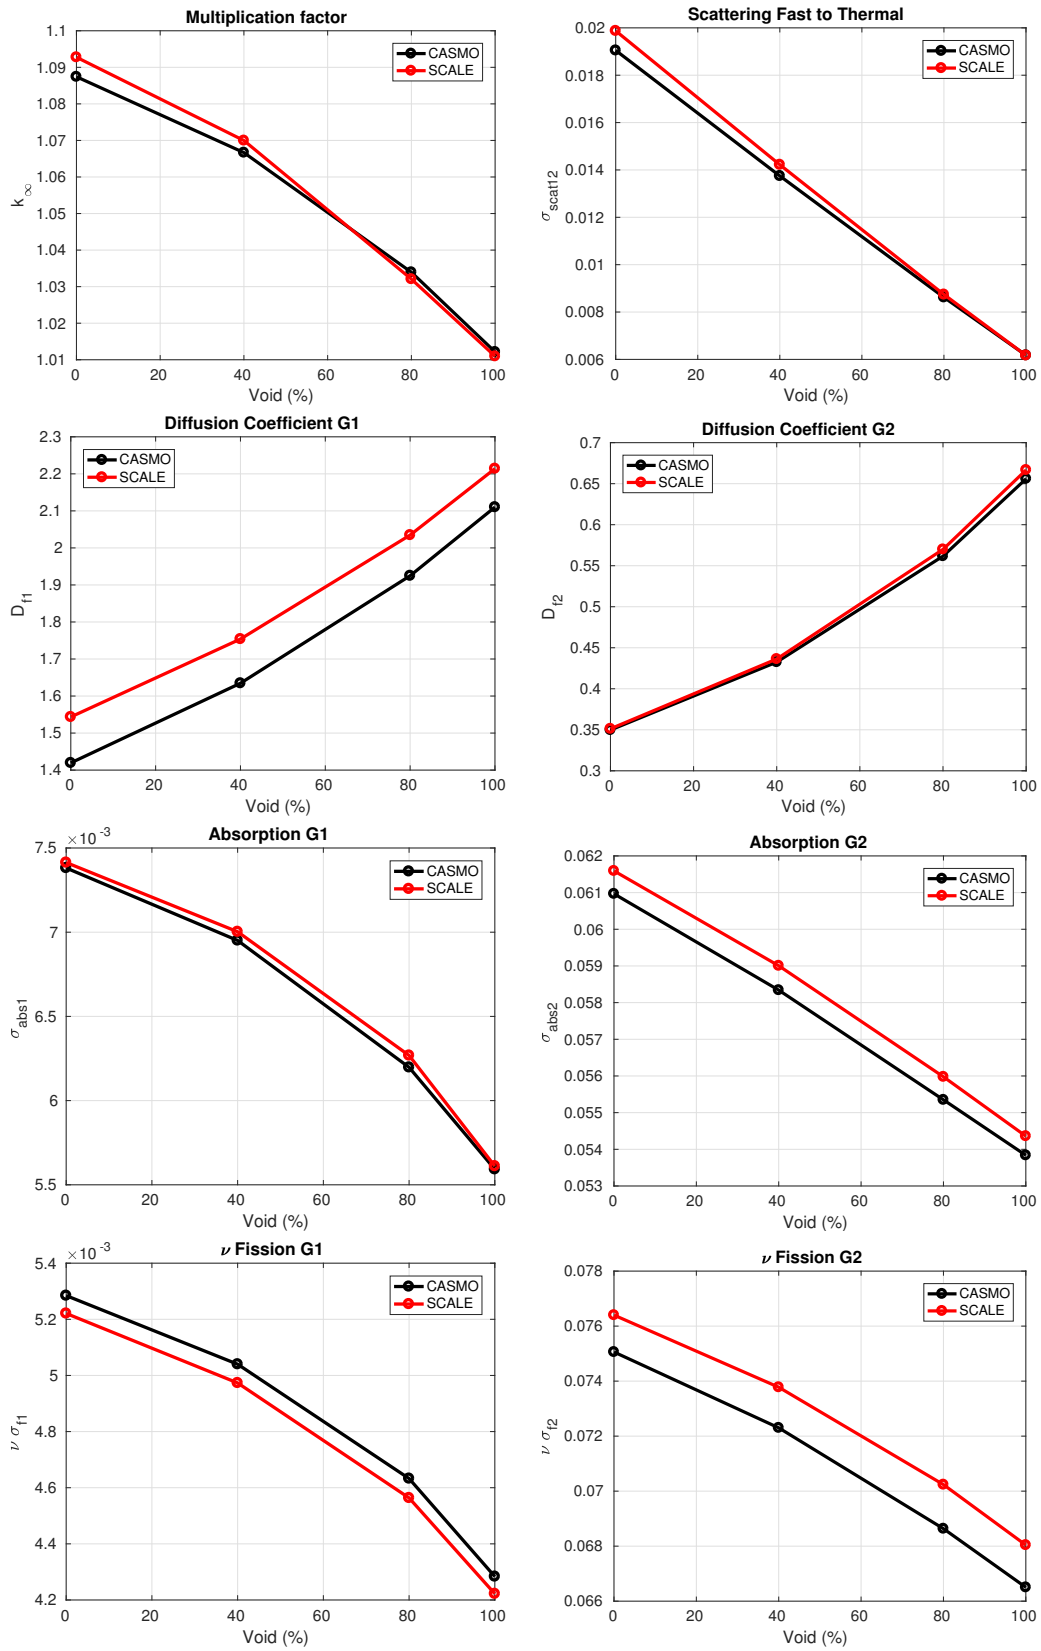 Multiplication factor
1.1
1.09
1.08
1.07
1.06
1.05
1.04
1.03
1.02
1.01
k∞
CASMO
SCALE
0 20 40 60 80 100
Void (%)
Scattering Fast to Thermal
0.02
0.018
0.016
0.014
0.012
0.01
0.008
0.006
σscat12
CASMO
SCALE
0 20 40 60 80 100
Void (%)
Diffusion Coefficient G1
2.3
2.2
2.1
2
1.9
1.8
1.7
1.6
1.5
1.4
Df1
CASMO
SCALE
0 20 40 60 80 100
Void (%)
Diffusion Coefficient G2
0.7
0.65
0.6
0.55
0.5
0.45
0.4
0.35
0.3
Df2
CASMO
SCALE
0 20 40 60 80 100
Void (%)
×10-3
Absorption G1
7.5
7
6.5
6
5.5
σabs1
CASMO
SCALE
0 20 40 60 80 100
Void (%)
Absorption G2
0.062
0.061
0.06
0.059
0.058
0.057
0.056
0.055
0.054
0.053
σabs2
CASMO
SCALE
0 20 40 60 80 100
Void (%)
×10-3
ν Fission G1
5.4
5.2
5
4.8
4.6
4.4
4.2
ν σf1
CASMO
SCALE
0 20 40 60 80 100
Void (%)
ν Fission G2
0.078
0.076
0.074
0.072
0.07
0.068
0.066
ν σf2
CASMO
SCALE
0 20 40 60 80 100
Void (%)